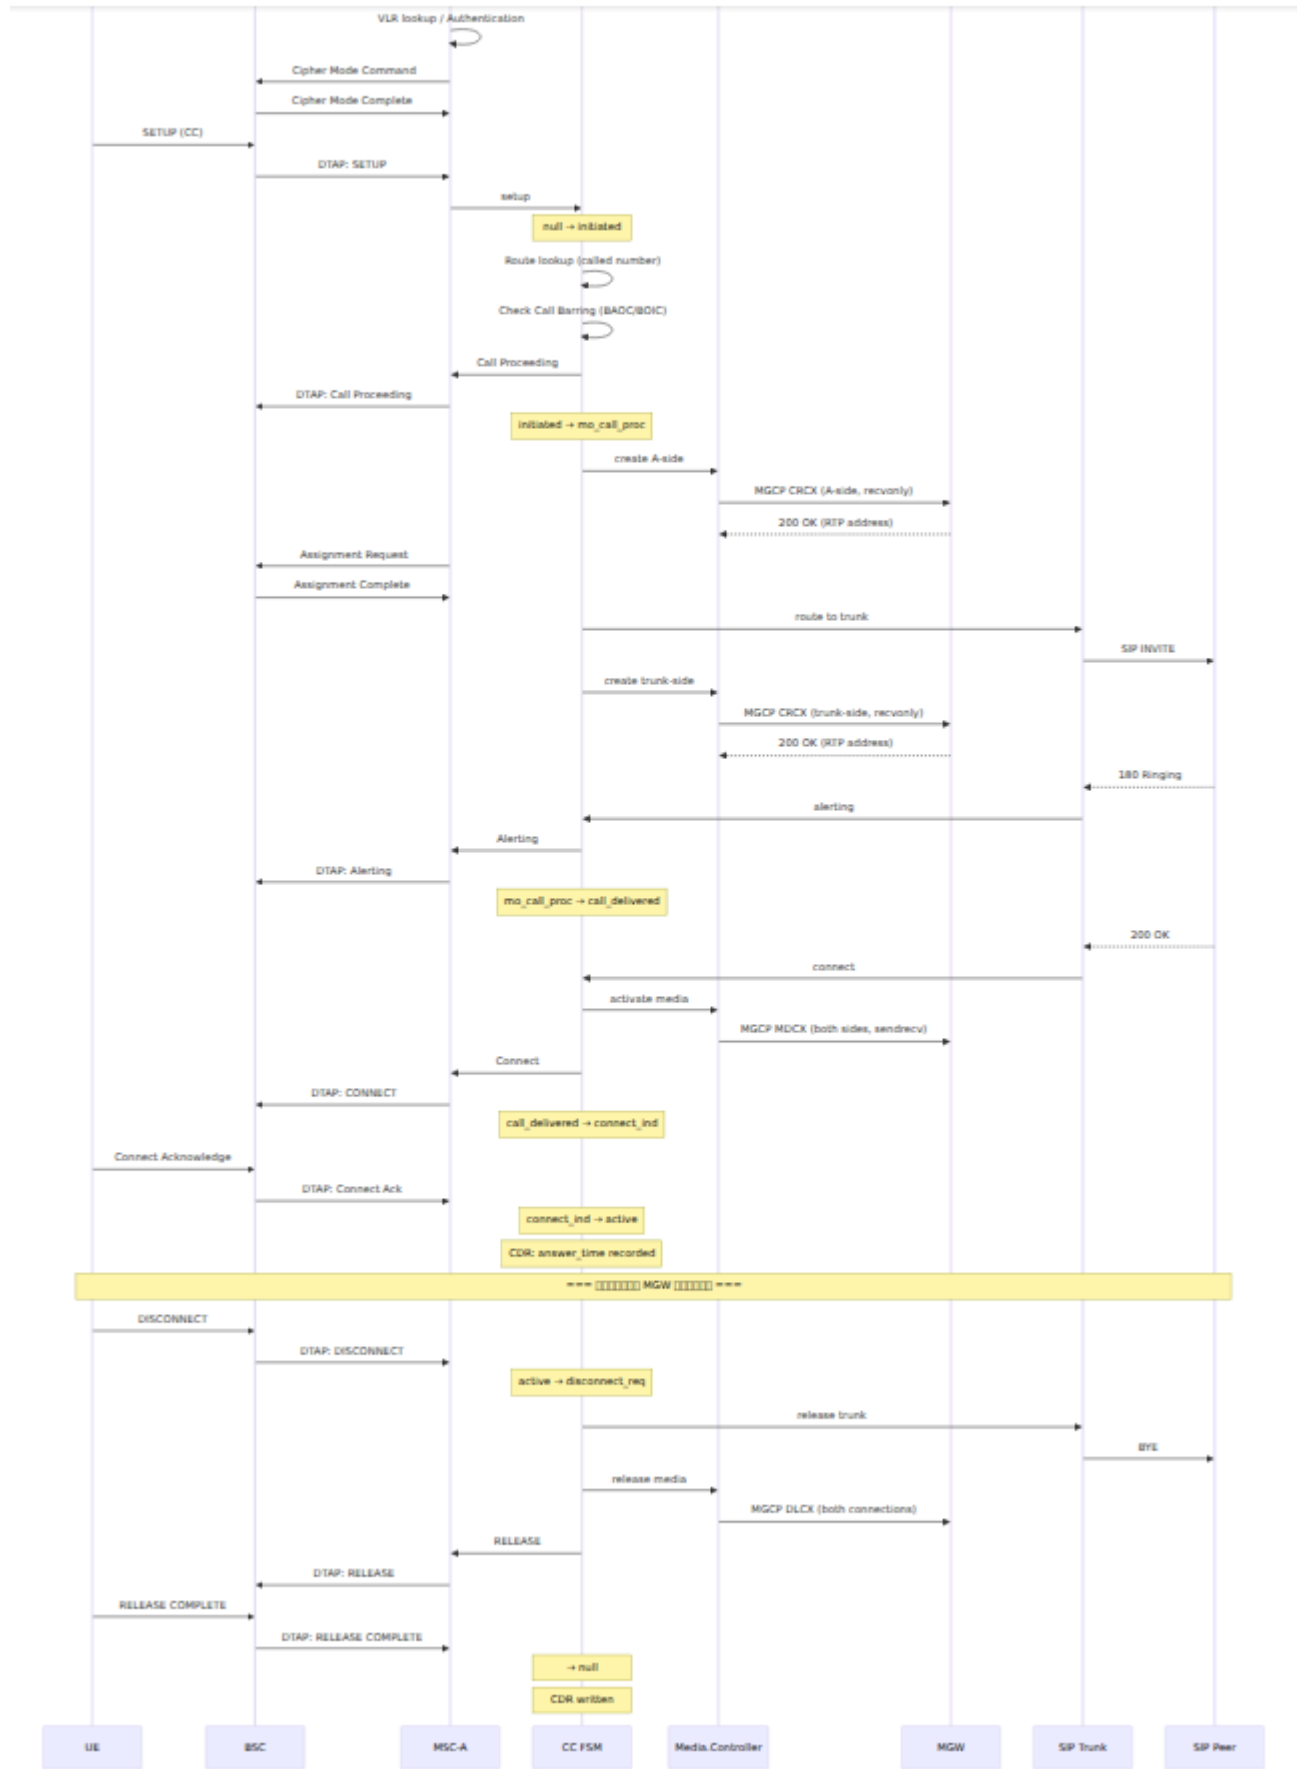 VLR lookup / Authentication
Cipher Mode Command
Cipher Mode Complete
SETUP (CC)
DTAP: SETUP
setup
null → initiated
Route lookup (called number)
Check Call Barring (BAOC/BOIC)
Call Proceeding
DTAP: Call Proceeding
initiated → mo_call_proc
create A-side
MGCP CRCX (A-side, recvonly)
200 OK (RTP address)
Assignment Request
Assignment Complete
route to trunk
SIP INVITE
create trunk-side
MGCP CRCX (trunk-side, recvonly)
200 OK (RTP address)
180 Ringing
alerting
Alerting
DTAP: Alerting
mo_call_proc → call_delivered
200 OK
connect
activate media
MGCP MDCX (both sides, sendrecv)
Connect
DTAP: CONNECT
call_delivered → connect_ind
Connect Acknowledge
DTAP: Connect Ack
connect_ind → active
CDR: answer_time recorded
=== MGW ===
DISCONNECT
DTAP: DISCONNECT
active → disconnect_req
release trunk
BYE
release media
MGCP DLCX (both connections)
RELEASE
DTAP: RELEASE
RELEASE COMPLETE
DTAP: RELEASE COMPLETE
→ null
CDR written
UE BSC MSC-A CC FSM Media.Controller MGW SIP Trunk SIP Peer